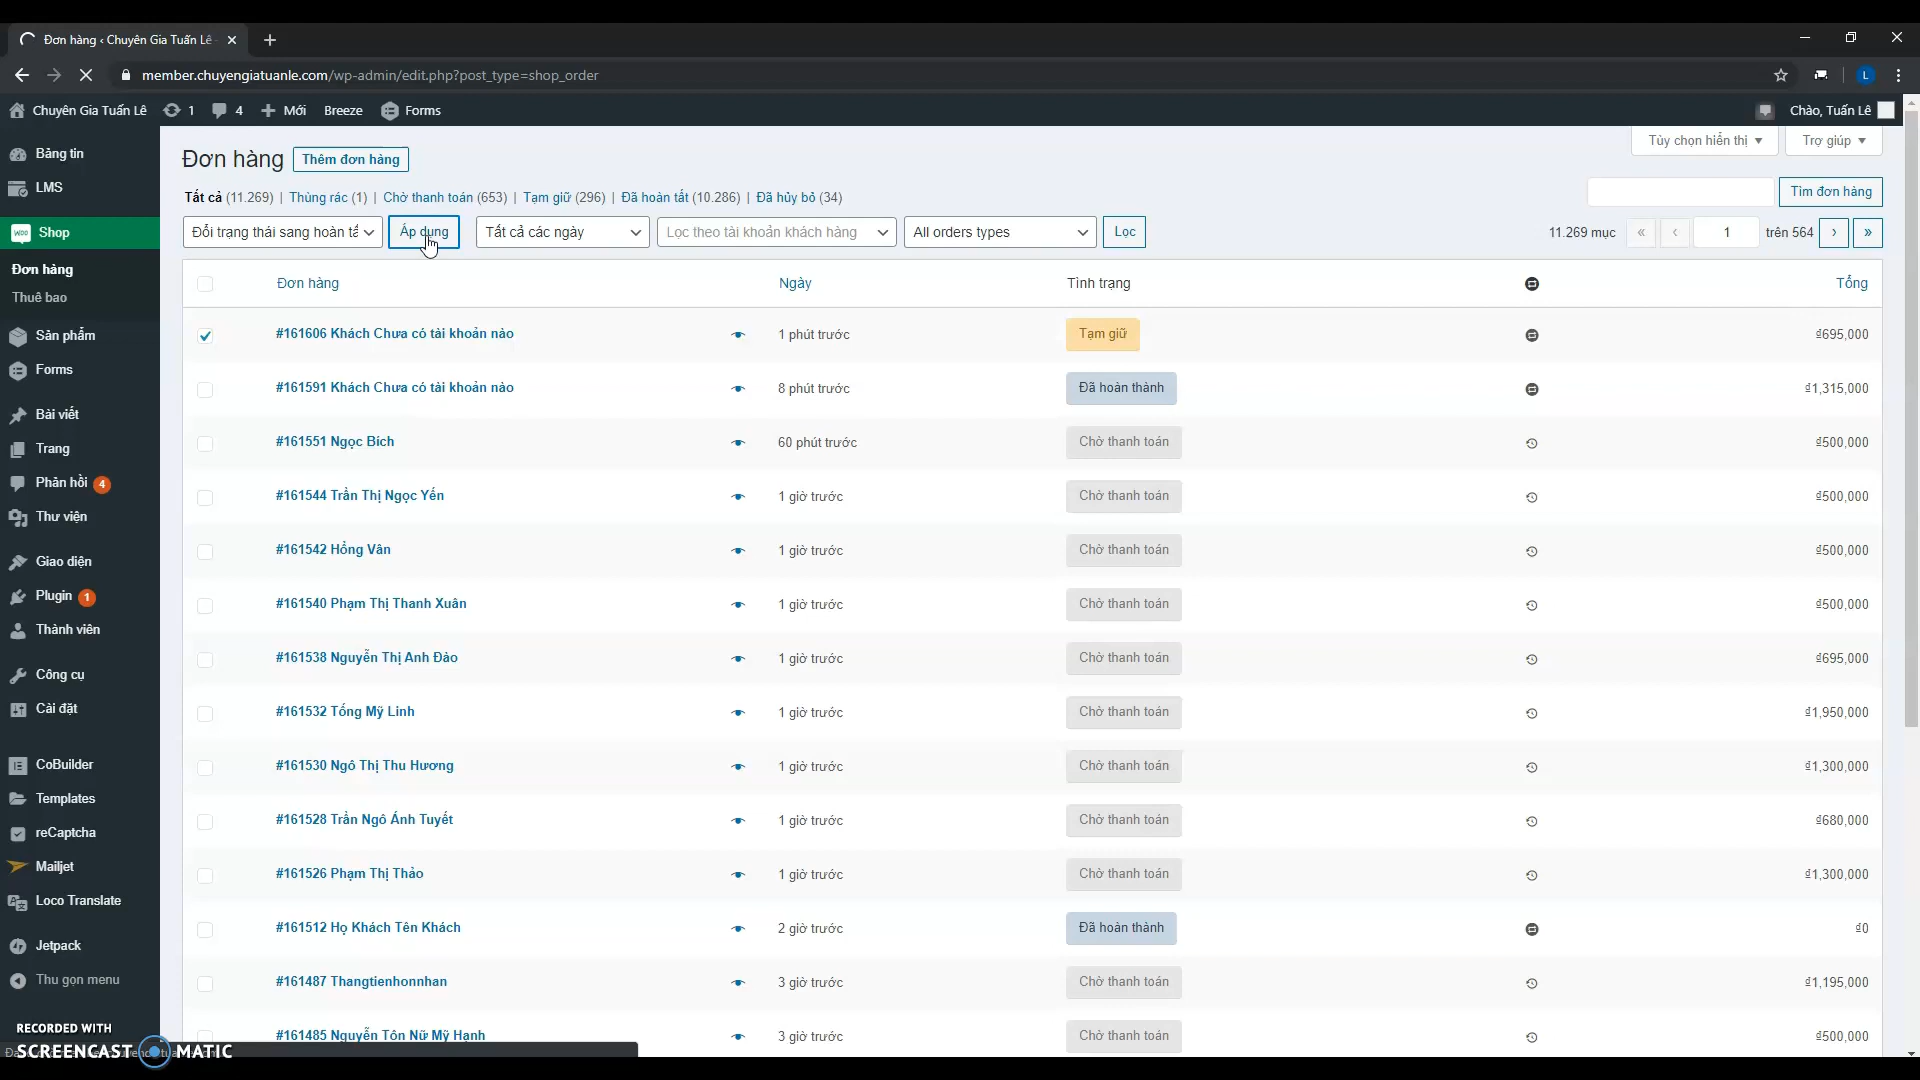 Đơn hàng ‹ Chuyên Gia Tuấn Lê -
member.chuyengiatuanle.com/wp-admin/edit.php?post_type=shop_order
L
Chuyên Gia Tuấn Lê 1 4 Mới Breeze Forms Chào, Tuấn Lê
Bảng tin
LMS
Shop
Đơn hàng
Thuê bao
Sản phẩm
Forms
Bài viết
Trang
Phản hồi 4
Thư viện
Giao diện
Plugin 1
Thành viên
Công cụ
Cài đặt
CoBuilder
Templates
reCaptcha
Mailjet
Loco Translate
Jetpack
Thu gọn menu
Tùy chọn hiển thị Trợ giúp
Đơn hàng Thêm đơn hàng
Tất cả (11.269) | Thùng rác (1) | Chờ thanh toán (653) | Tạm giữ (296) | Đã hoàn tất (10.286) | Đã hủy bỏ (34)
Tìm đơn hàng
Đổi trạng thái sang hoàn tấ Áp dụng Tất cả các ngày Lọc theo tài khoản khách hàng All orders types Lọc 11.269 mục « ‹ 1 trên 564 › »
Đơn hàng Ngày Tình trạng Tổng
#161606 Khách Chưa có tài khoản nào 1 phút trước Tạm giữ ₫695,000
#161591 Khách Chưa có tài khoản nào 8 phút trước Đã hoàn thành ₫1,315,000
#161551 Ngọc Bích 60 phút trước Chờ thanh toán ₫500,000
#161544 Trần Thị Ngọc Yến 1 giờ trước Chờ thanh toán ₫500,000
#161542 Hồng Vân 1 giờ trước Chờ thanh toán ₫500,000
#161540 Phạm Thị Thanh Xuân 1 giờ trước Chờ thanh toán ₫500,000
#161538 Nguyễn Thị Anh Đào 1 giờ trước Chờ thanh toán ₫695,000
#161532 Tống Mỹ Linh 1 giờ trước Chờ thanh toán ₫1,950,000
#161530 Ngô Thị Thu Hương 1 giờ trước Chờ thanh toán ₫1,300,000
#161528 Trần Ngô Ánh Tuyết 1 giờ trước Chờ thanh toán ₫680,000
#161526 Phạm Thị Thảo 1 giờ trước Chờ thanh toán ₫1,300,000
#161512 Họ Khách Tên Khách 2 giờ trước Đã hoàn thành ₫0
#161487 Thangtienhonnhan 3 giờ trước Chờ thanh toán ₫1,195,000
#161485 Nguyễn Tôn Nữ Mỹ Hạnh 3 giờ trước Chờ thanh toán ₫500,000
RECORDED WITH
SCREENCAST MATIC